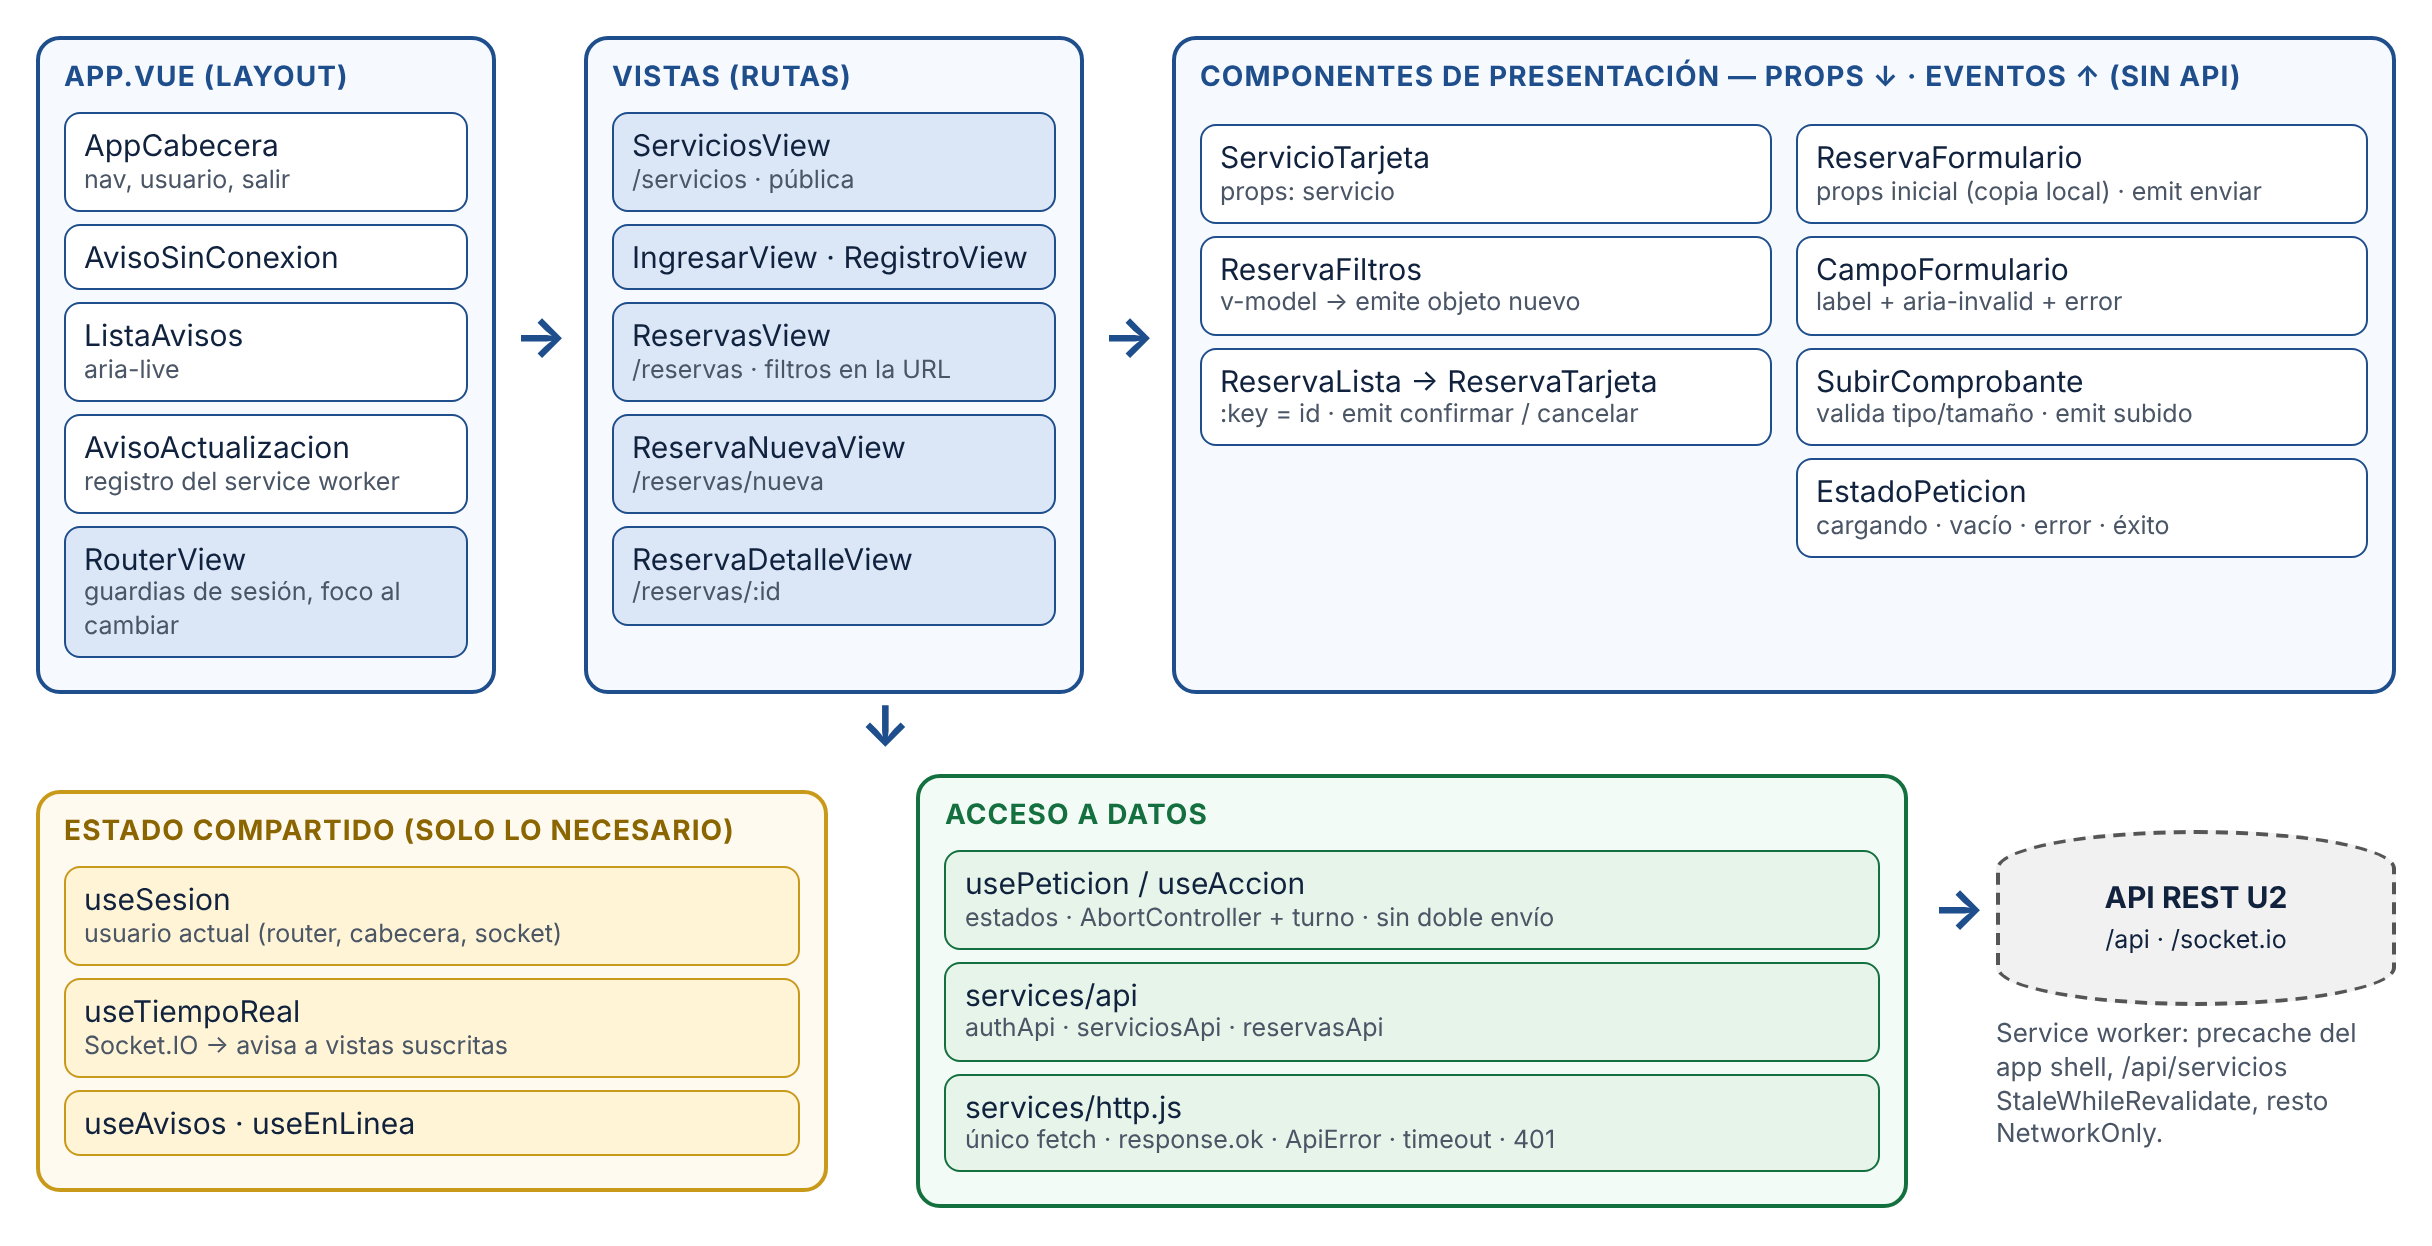 APP.VUE (LAYOUT)
AppCabecera
nav, usuario, salir
AvisoSinConexion
ListaAvisos
aria-live
AvisoActualizacion
registro del service worker
RouterView
guardias de sesión, foco al
cambiar
→
VISTAS (RUTAS)
ServiciosView
/servicios · pública
IngresarView · RegistroView
ReservasView
/reservas · filtros en la URL
ReservaNuevaView
/reservas/nueva
ReservaDetalleView
/reservas/:id
→
COMPONENTES DE PRESENTACIÓN — PROPS ↓ · EVENTOS ↑ (SIN API)
ServicioTarjeta
props: servicio
ReservaFiltros
v-model → emite objeto nuevo
ReservaLista → ReservaTarjeta
:key = id · emit confirmar / cancelar
ReservaFormulario
props inicial (copia local) · emit enviar
CampoFormulario
label + aria-invalid + error
SubirComprobante
valida tipo/tamaño · emit subido
EstadoPeticion
cargando · vacío · error · éxito
↓
ESTADO COMPARTIDO (SOLO LO NECESARIO)
useSesion
usuario actual (router, cabecera, socket)
useTiempoReal
Socket.IO → avisa a vistas suscritas
useAvisos · useEnLinea
ACCESO A DATOS
usePeticion / useAccion
estados · AbortController + turno · sin doble envío
services/api
authApi · serviciosApi · reservasApi
services/http.js
único fetch · response.ok · ApiError · timeout · 401
→
API REST U2
/api · /socket.io
Service worker: precache del
app shell, /api/servicios
StaleWhileRevalidate, resto
NetworkOnly.